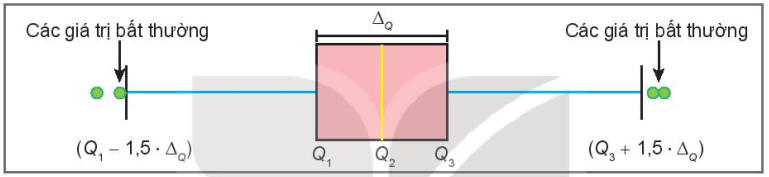 Δ_Q
Các giá trị bất thường
Các giá trị bất thường
(Q₁ − 1,5 · Δ_Q)
Q₁
Q₂
Q₃
(Q₃ + 1,5 · Δ_Q)